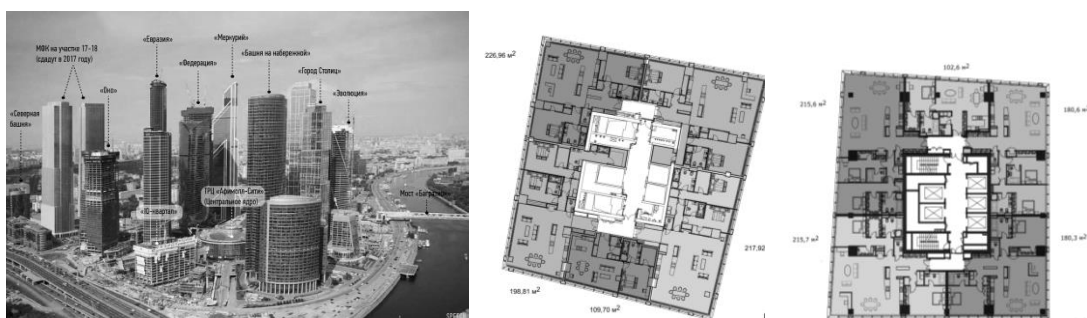 МФК на участке 17-18
(сдадут в 2017 году)
«Евразия»
«Меркурий»
«Федерация»
«Башня на набережной»
«Око»
«Город Столиц»
«Северная
башня»
«Эволюция»
ТРЦ «Афимолл-Сити»
(Центральное ядро)
«IQ-квартал»
Мост «Багратион»
226,96 м²
217,92
198,81 м²
109,70 м²
102,6 м²
215,6 м²
180,6 м
215,7 м²
180,3 м²